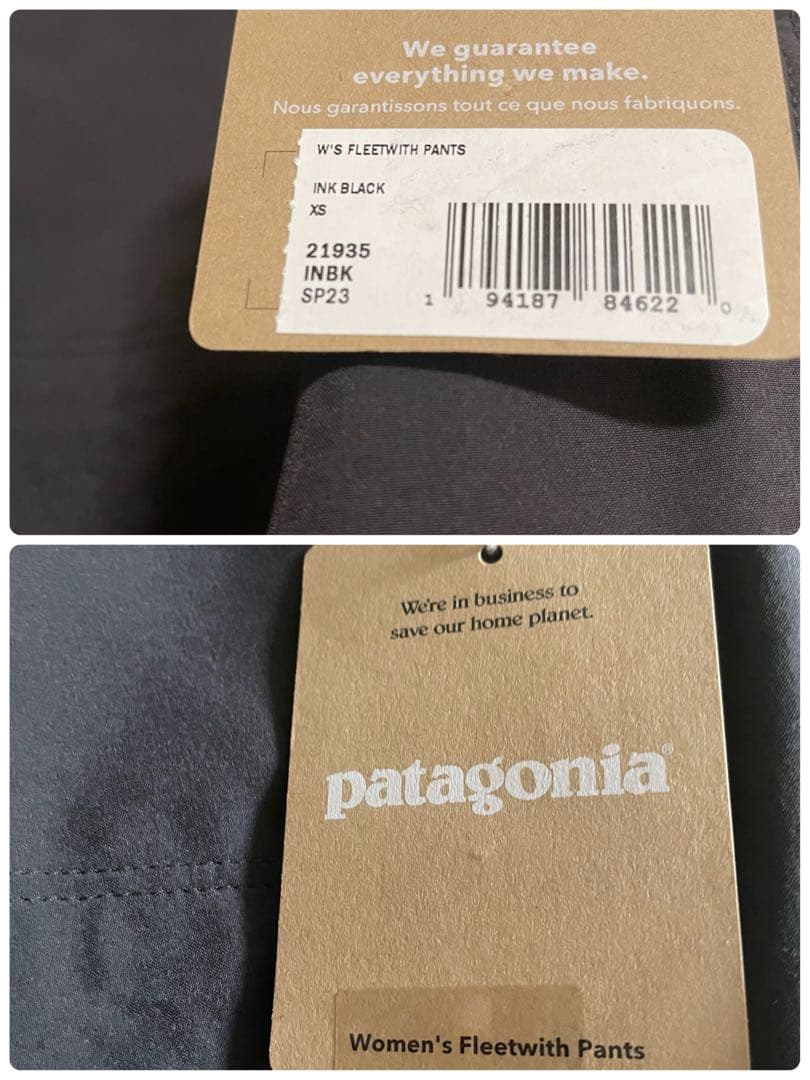 We guarantee
everything we make.
Nous garantissons tout ce que nous fabriquons.
W'S FLEETWITH PANTS
INK BLACK
XS
21935
INBK
SP23
1 94187 84622 0
We're in business to
save our home planet.
patagonia®
Women's Fleetwith Pants